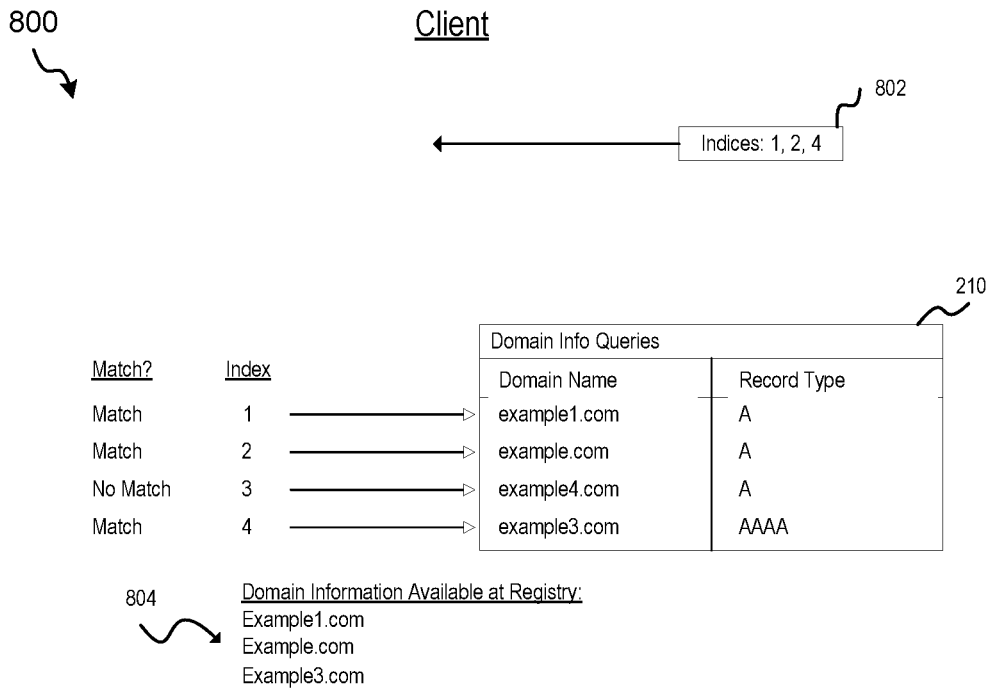 800
Client
802
Indices: 1, 2, 4
210
Domain Info Queries
Match? Index Domain Name Record Type
Match 1 example1.com A
Match 2 example.com A
No Match 3 example4.com A
Match 4 example3.com AAAA
804
Domain Information Available at Registry:
Example1.com
Example.com
Example3.com